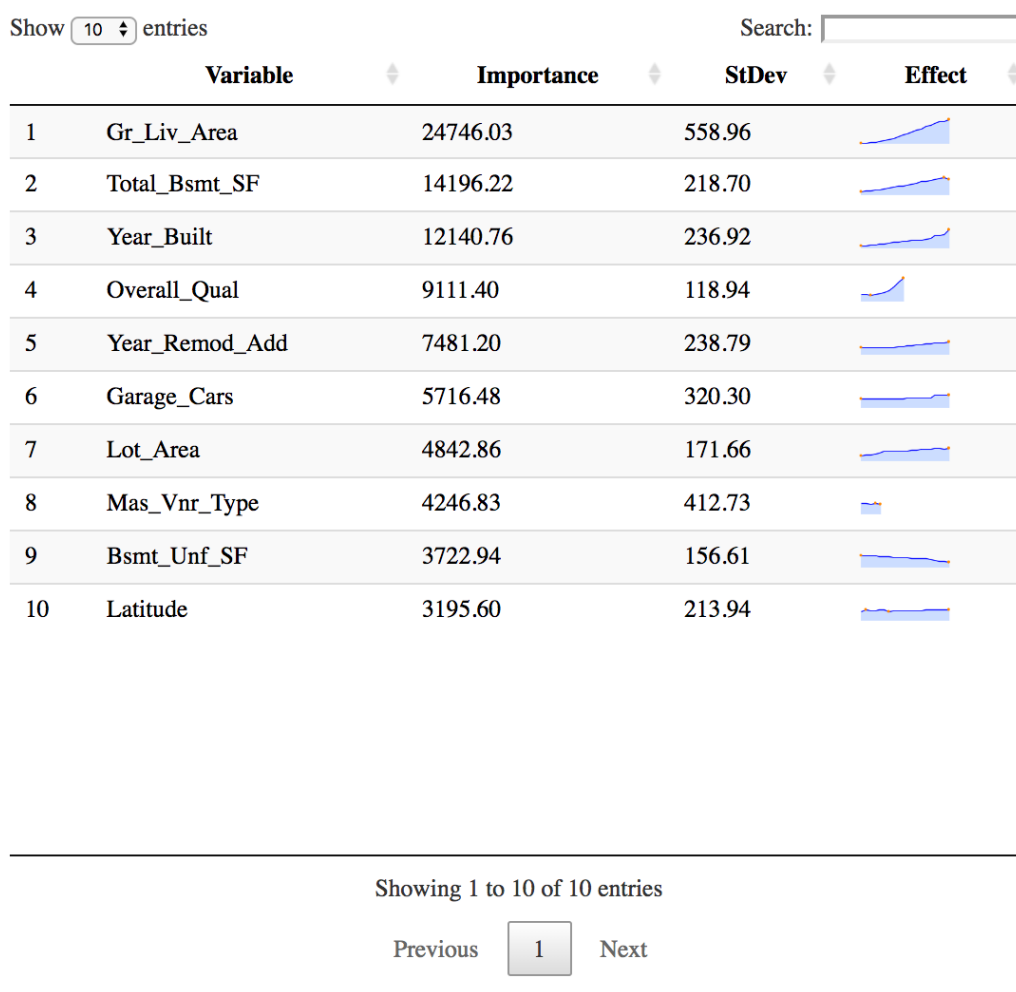 Show 10 entries Search:
Variable Importance StDev Effect
1 Gr_Liv_Area 24746.03 558.96
2 Total_Bsmt_SF 14196.22 218.70
3 Year_Built 12140.76 236.92
4 Overall_Qual 9111.40 118.94
5 Year_Remod_Add 7481.20 238.79
6 Garage_Cars 5716.48 320.30
7 Lot_Area 4842.86 171.66
8 Mas_Vnr_Type 4246.83 412.73
9 Bsmt_Unf_SF 3722.94 156.61
10 Latitude 3195.60 213.94
Showing 1 to 10 of 10 entries
Previous 1 Next